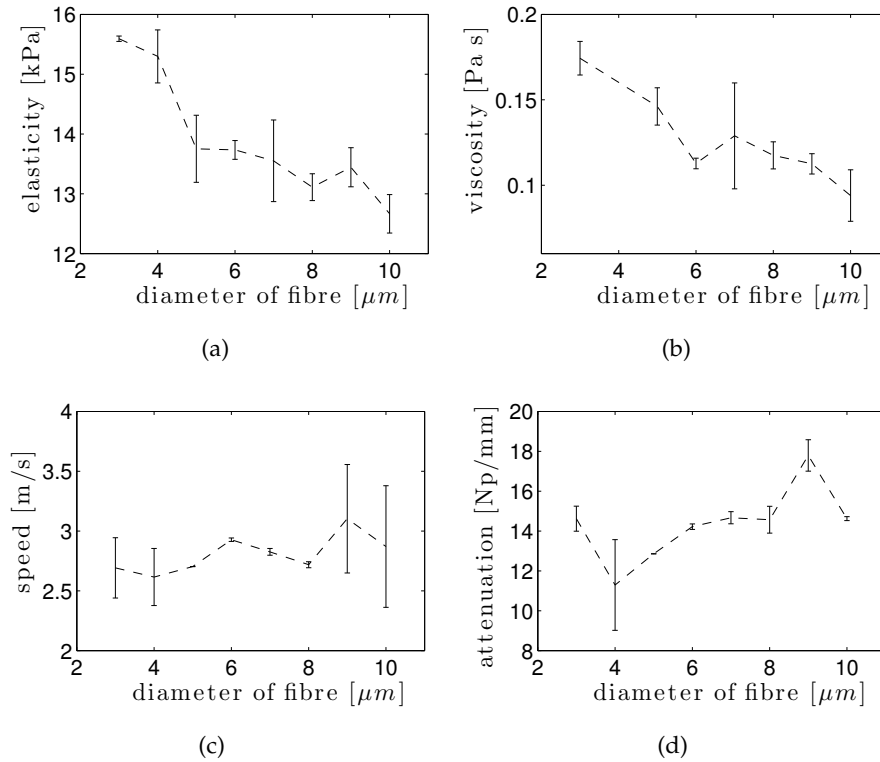 16
15
14
13
12
elasticity [kPa]
2 4 6 8 10
diameter of fibre [μm]
(a)
0.2
0.15
0.1
viscosity [Pa s]
2 4 6 8 10
diameter of fibre [μm]
(b)
4
3.5
3
2.5
2
speed [m/s]
2 4 6 8 10
diameter of fibre [μm]
(c)
20
18
16
14
12
10
8
attenuation [Np/mm]
2 4 6 8 10
diameter of fibre [μm]
(d)